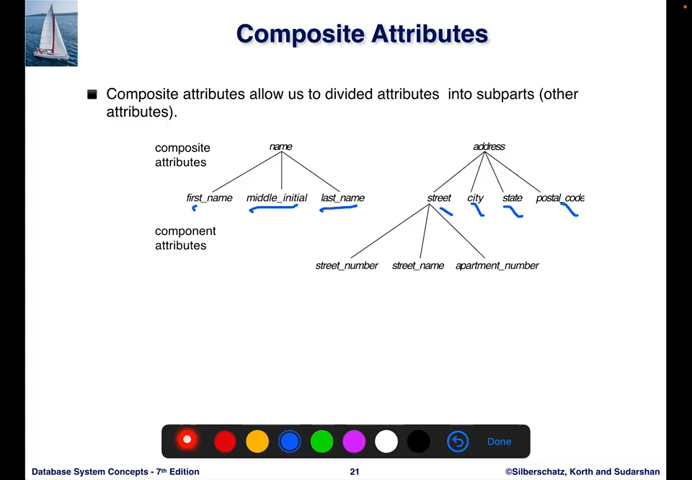 Composite Attributes
Composite attributes allow us to divided attributes into subparts (other
attributes).
composite
attributes
name
address
first_name middle_initial last_name
street city state postal_code
component
attributes
street_number street_name apartment_number
Done
Database System Concepts - 7th Edition
21
©Silberschatz, Korth and Sudarshan